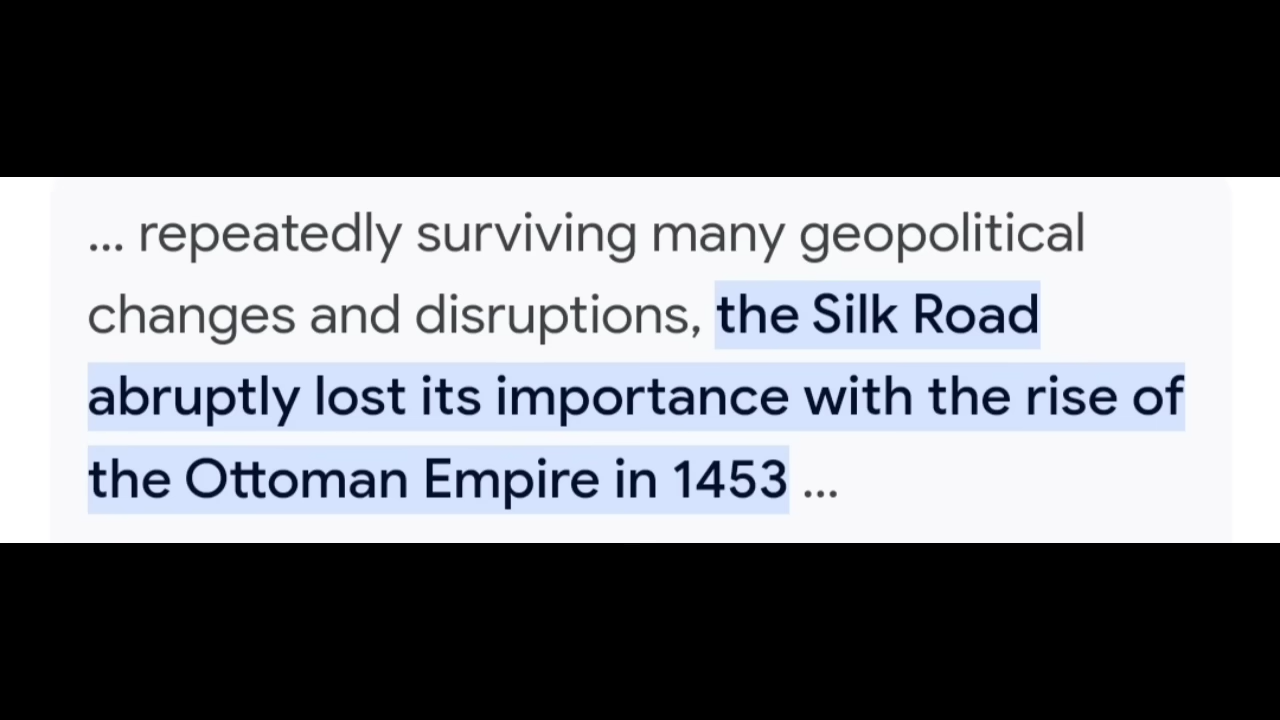 ... repeatedly surviving many geopolitical
changes and disruptions, the Silk Road
abruptly lost its importance with the rise of
the Ottoman Empire in 1453 ...